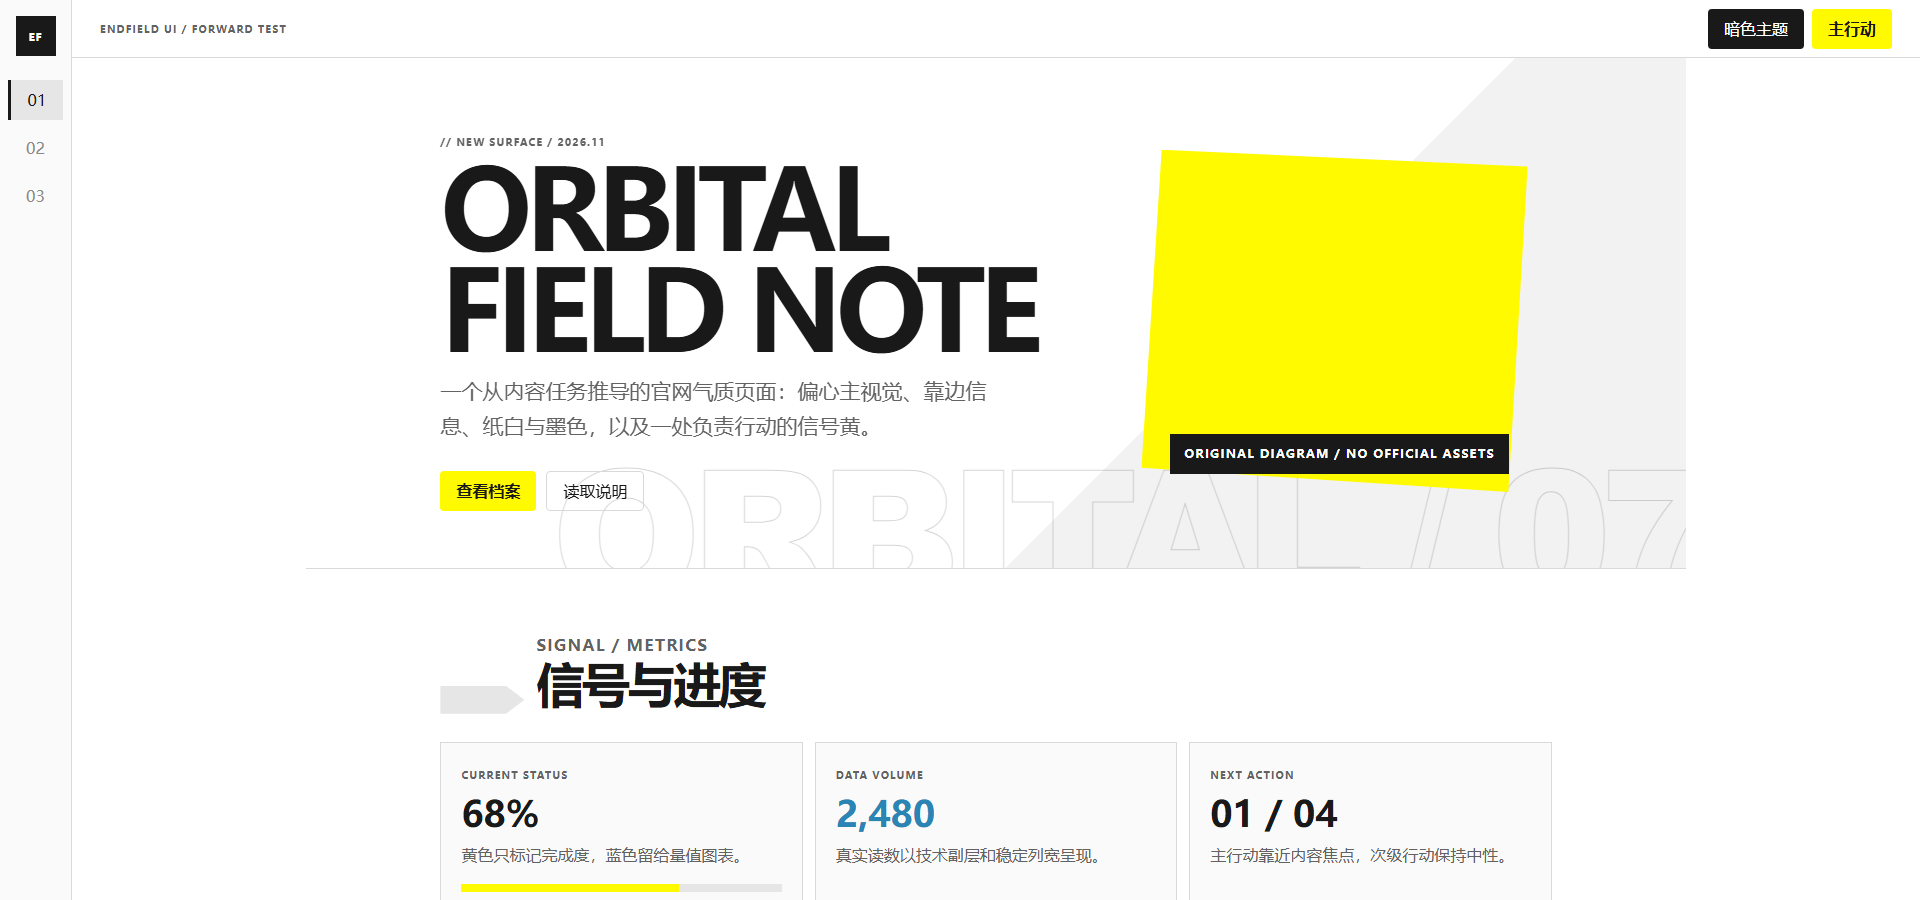 EF
ENDFIELD UI / FORWARD TEST
暗色主题
主行动
01
02
03
// NEW SURFACE / 2026.11
ORBITAL
FIELD NOTE
一个从内容任务推导的官网气质页面：偏心主视觉、靠边信
息、纸白与墨色，以及一处负责行动的信号黄。
查看档案
读取说明
ORIGINAL DIAGRAM / NO OFFICIAL ASSETS
ORBITAL / 07
SIGNAL / METRICS
信号与进度
CURRENT STATUS
68%
黄色只标记完成度，蓝色留给量值图表。
DATA VOLUME
2,480
真实读数以技术副层和稳定列宽呈现。
NEXT ACTION
01 / 04
主行动靠近内容焦点，次级行动保持中性。